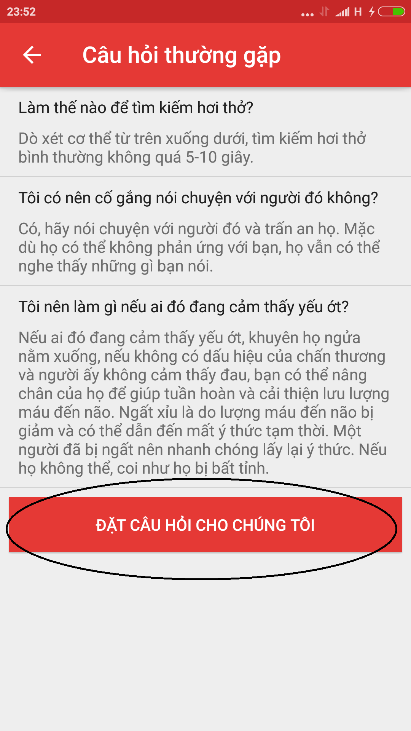 23:52
... H
Câu hỏi thường gặp
Làm thế nào để tìm kiếm hơi thở?
Dò xét cơ thể từ trên xuống dưới, tìm kiếm hơi thở
bình thường không quá 5-10 giây.
Tôi có nên cố gắng nói chuyện với người đó không?
Có, hãy nói chuyện với người đó và trấn an họ. Mặc
dù họ có thể không phản ứng với bạn, họ vẫn có thể
nghe thấy những gì bạn nói.
Tôi nên làm gì nếu ai đó đang cảm thấy yếu ớt?
Nếu ai đó đang cảm thấy yếu ớt, khuyên họ ngửa
nằm xuống, nếu không có dấu hiệu của chấn thương
và người ấy không cảm thấy đau, bạn có thể nâng
chân của họ để giúp tuần hoàn và cải thiện lưu lượng
máu đến não. Ngất xỉu là do lượng máu đến não bị
giảm và có thể dẫn đến mất ý thức tạm thời. Một
người đã bị ngất nên nhanh chóng lấy lại ý thức. Nếu
họ không thể, coi như họ bị bất tỉnh.
ĐẶT CÂU HỎI CHO CHÚNG TÔI